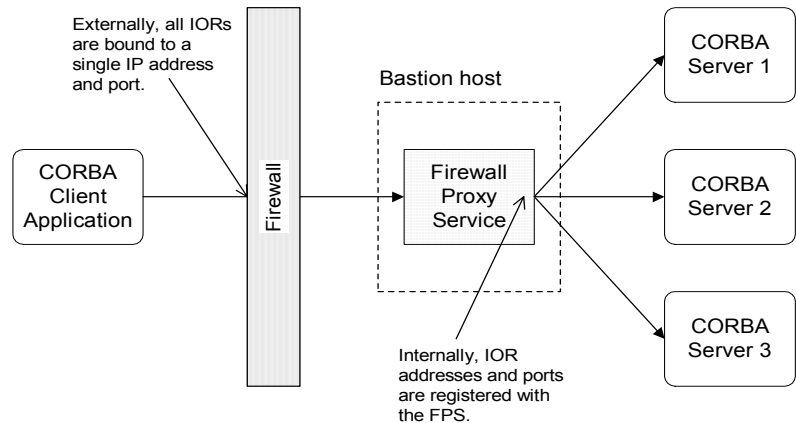 Externally, all IORs
are bound to a
single IP address
and port.
CORBA
Client
Application
Firewall
Bastion host
Firewall
Proxy
Service
CORBA
Server 1
CORBA
Server 2
CORBA
Server 3
Internally, IOR
addresses and ports
are registered with
the FPS.